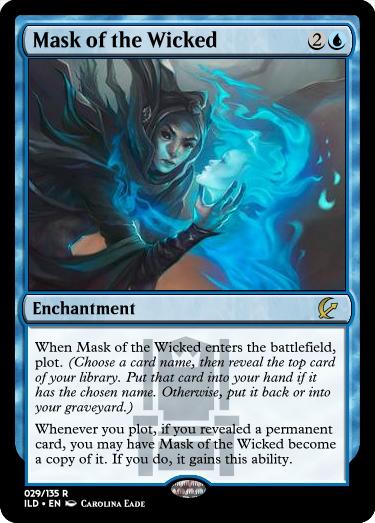 Mask of the Wicked 2
Enchantment
When Mask of the Wicked enters the battlefield,
plot. (Choose a card name, then reveal the top card
of your library. Put that card into your hand if it
has the chosen name. Otherwise, put it back or into
your graveyard.)
Whenever you plot, if you revealed a permanent
card, you may have Mask of the Wicked become
a copy of it. If you do, it gains this ability.
029/135 R
ILD • EN Carolina Eade